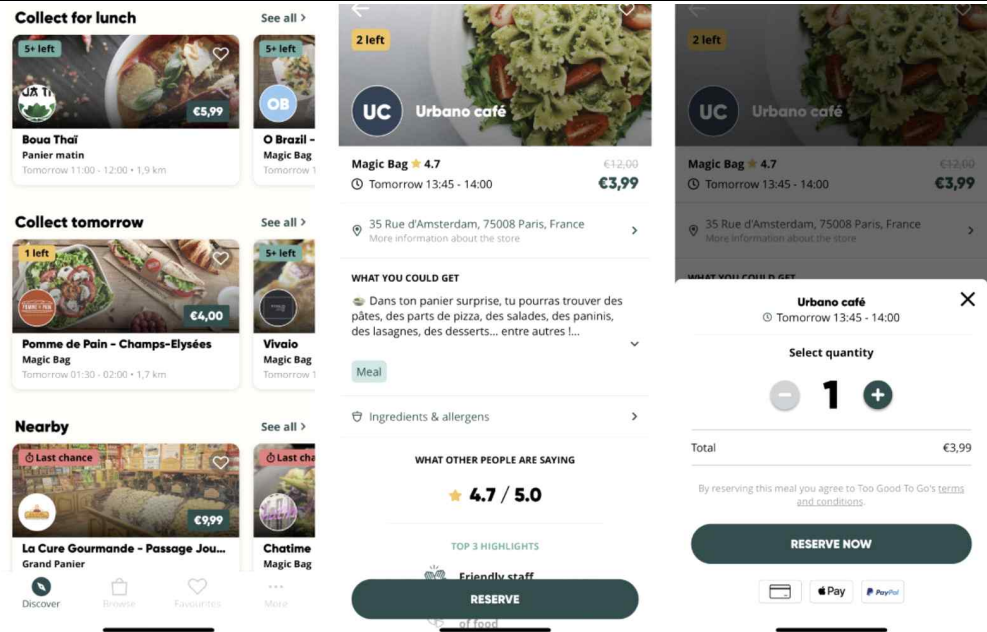 Collect for lunch
See all >
5+ left
5+ left
OB
€5,99
Boua Thaï
Panier matin
Tomorrow 11:00 - 12:00 • 1,9 km
O Brazil -
Magic Bag
Tomorrow 1
Collect tomorrow
See all >
1 left
5+ left
€4,00
Pomme de Pain - Champs-Elysées
Magic Bag
Tomorrow 01:30 - 02:00 • 1,7 km
Vivaio
Magic Bag
Tomorrow 1
Nearby
See all >
Last chance
Last cha
€9,99
La Cure Gourmande - Passage Jou...
Grand Panier
Chatime
Magic Bag
Discover
Browse
Favourites
More
2 left
UC
Urbano café
Magic Bag 4.7
€12,00
Tomorrow 13:45 - 14:00
€3,99
35 Rue d'Amsterdam, 75008 Paris, France
More information about the store
WHAT YOU COULD GET
Dans ton panier surprise, tu pourras trouver des
pâtes, des parts de pizza, des salades, des paninis,
des lasagnes, des desserts... entre autres !...
Meal
Ingredients & allergens
WHAT OTHER PEOPLE ARE SAYING
4.7 / 5.0
TOP 3 HIGHLIGHTS
Friendly staff
RESERVE
of food
2 left
UC
Urbano café
Magic Bag 4.7
€12,00
Tomorrow 13:45 - 14:00
€3,99
35 Rue d'Amsterdam, 75008 Paris, France
More information about the store
WHAT YOU COULD GET
Urbano café
Tomorrow 13:45 - 14:00
Select quantity
1
Total
€3,99
By reserving this meal you agree to Too Good To Go's terms
and conditions.
RESERVE NOW
Pay
PayPal